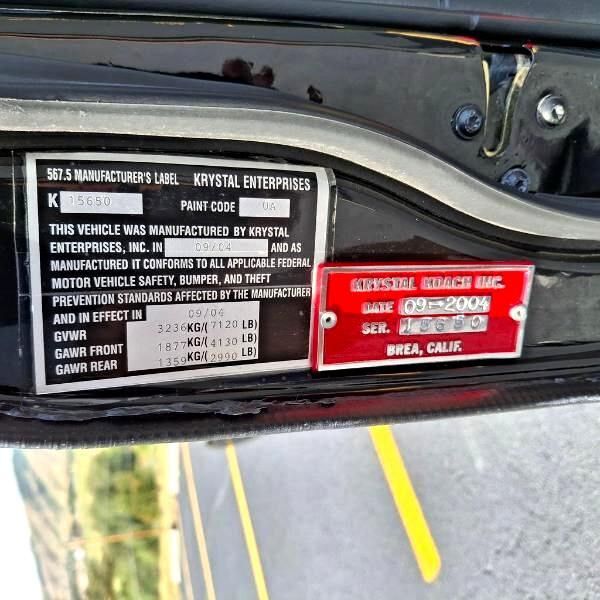 567.5 MANUFACTURER'S LABEL KRYSTAL ENTERPRISES
K 15650 PAINT CODE UA
THIS VEHICLE WAS MANUFACTURED BY KRYSTAL
ENTERPRISES, INC. IN 09/04 AND AS
MANUFACTURED IT CONFORMS TO ALL APPLICABLE FEDERAL
MOTOR VEHICLE SAFETY, BUMPER, AND THEFT
PREVENTION STANDARDS AFFECTED BY THE MANUFACTURER
AND IN EFFECT IN 09/04
GVWR 3236 KG/( 7120 LB)
GAWR FRONT 1877 KG/( 4130 LB)
GAWR REAR 1359 KG/( 2990 LB)
KRYSTAL KOACH INC.
DATE 09-2004
SER. 15650
BREA, CALIF.